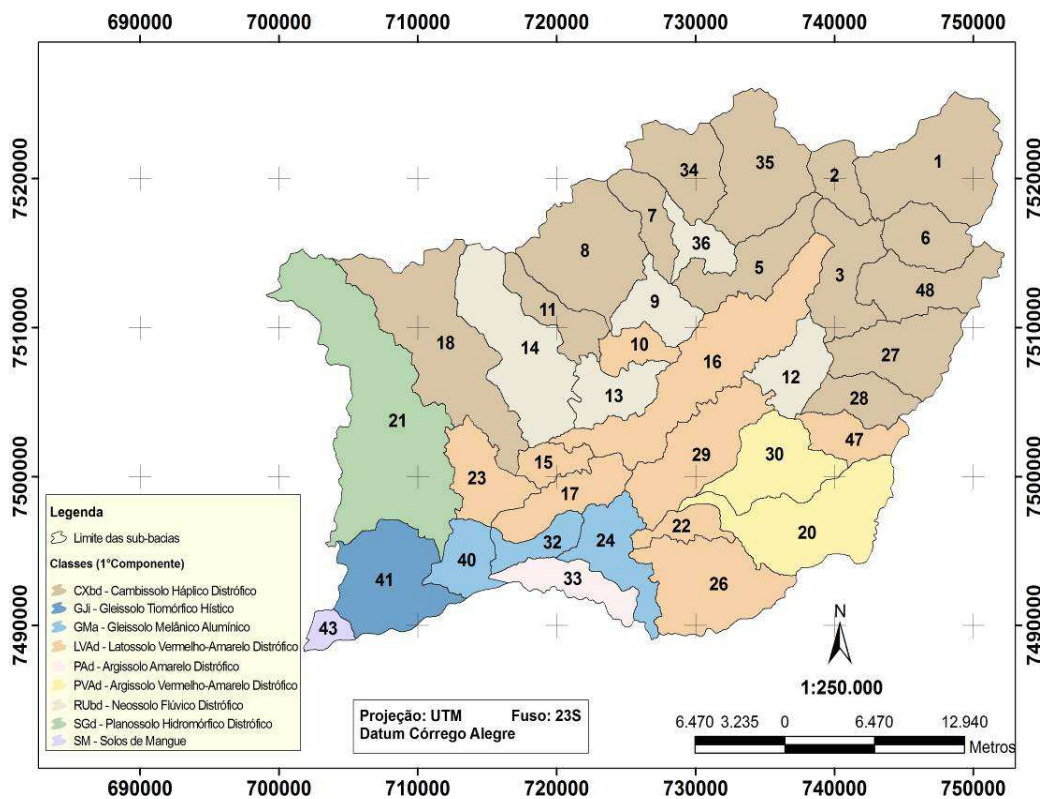 690000 700000 710000 720000 730000 740000 750000
7520000 7520000
7510000 7510000
7500000 7500000
7490000 7490000
1
35
34
2
7
6
36
8
5
3
48
9
11
10
18
14
16
27
12
13
28
21
47
29
30
15
23
17
20
22
32
24
40
33
41
26
43
Legenda
Limite das sub-bacias
Classes (1°Componente)
CXbd - Cambissolo Háplico Distrófico
GJi - Gleissolo Tiomórfico Hístico
GMa - Gleissolo Melânico Alumínico
LVAd - Latossolo Vermelho-Amarelo Distrófico
PAd - Argissolo Amarelo Distrófico
PVAd - Argissolo Vermelho-Amarelo Distrófico
RUbd - Neossolo Flúvico Distrófico
SGd - Planossolo Hidromórfico Distrófico
SM - Solos de Mangue
Projeção: UTM Fuso: 23S
Datum Córrego Alegre
N
1:250.000
6.470 3.235 0 6.470 12.940
Metros
690000 700000 710000 720000 730000 740000 750000